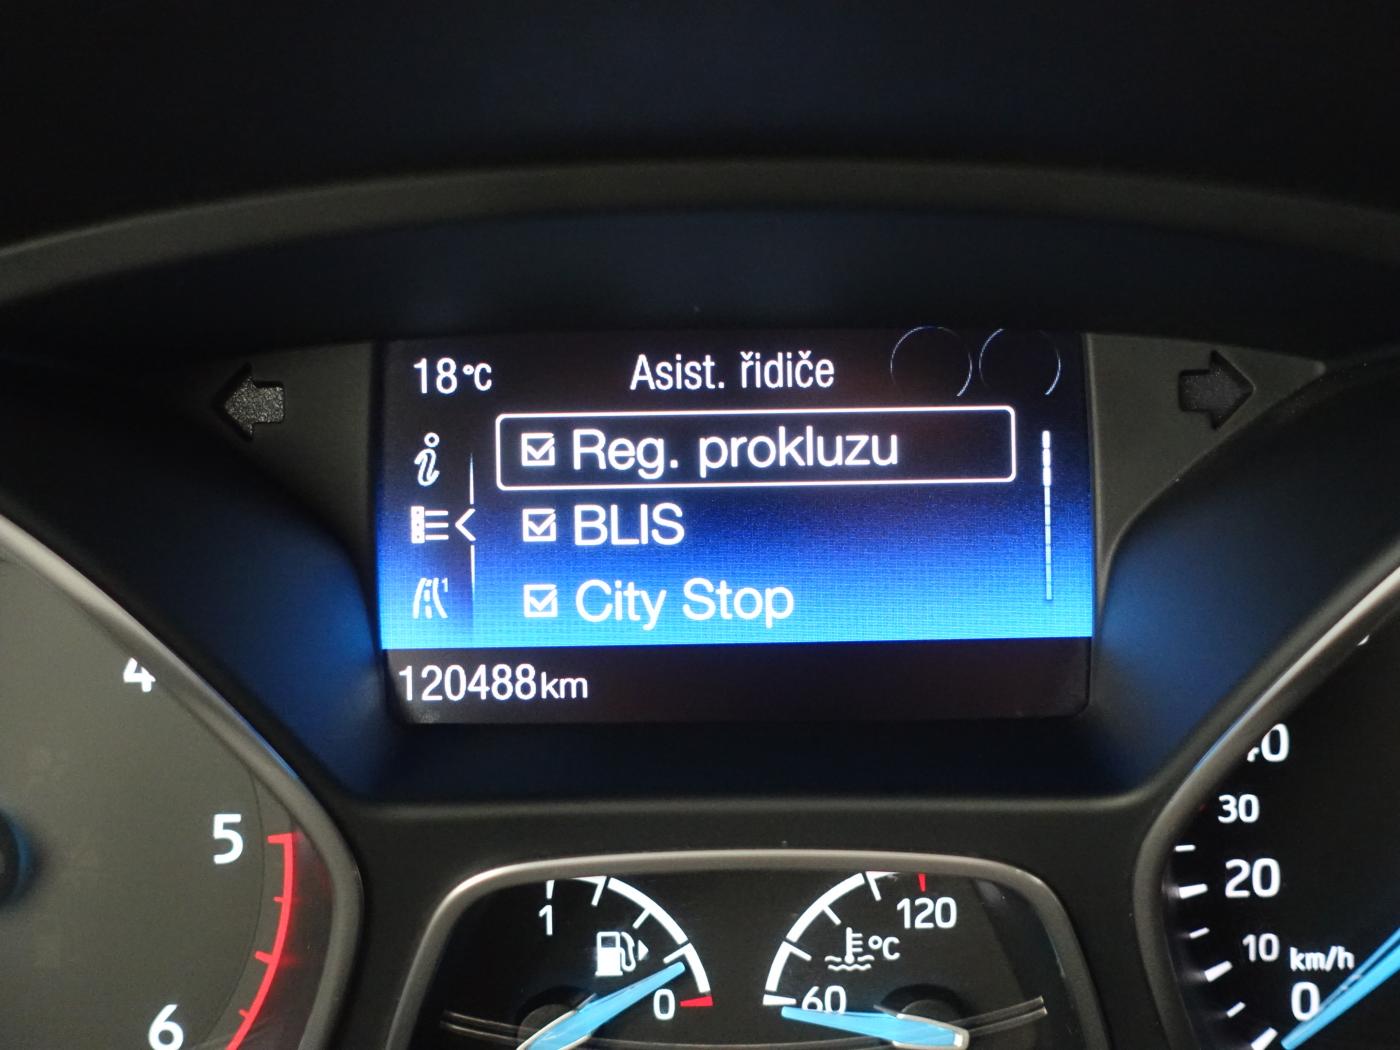 18°C Asist. řidiče
Reg. prokluzu
BLIS
City Stop
120488km
4
5
6
1
0
120
°C
60
30
20
10 km/h
0